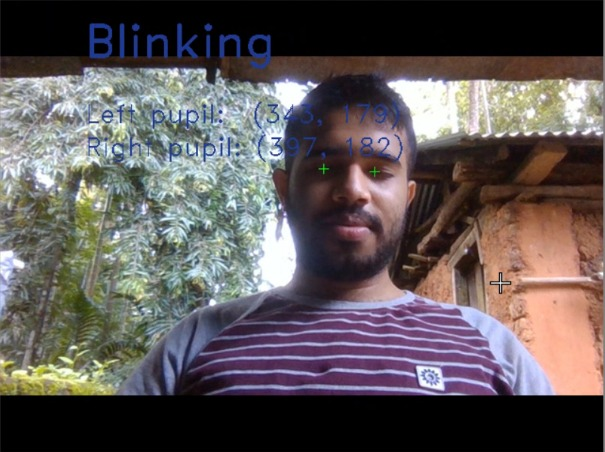 Blinking
Left pupil: (343, 179)
Right pupil: (397, 182)